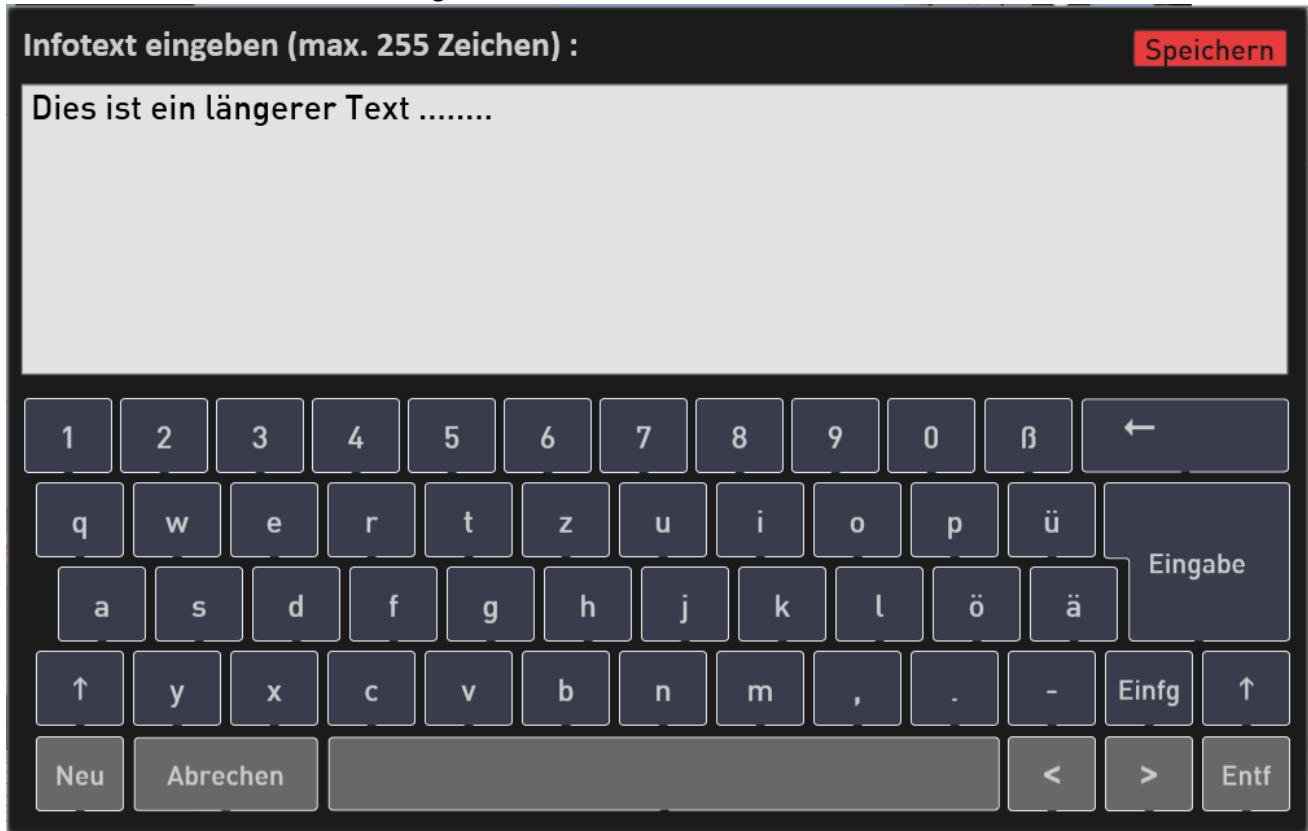 Infotext eingeben (max. 255 Zeichen) :
Speichern
Dies ist ein längerer Text ........
1 2 3 4 5 6 7 8 9 0 ß ←
q w e r t z u i o p ü
Eingabe
a s d f g h j k l ö ä
↑ y x c v b n m , . - Einfg ↑
Neu Abrechen < > Entf